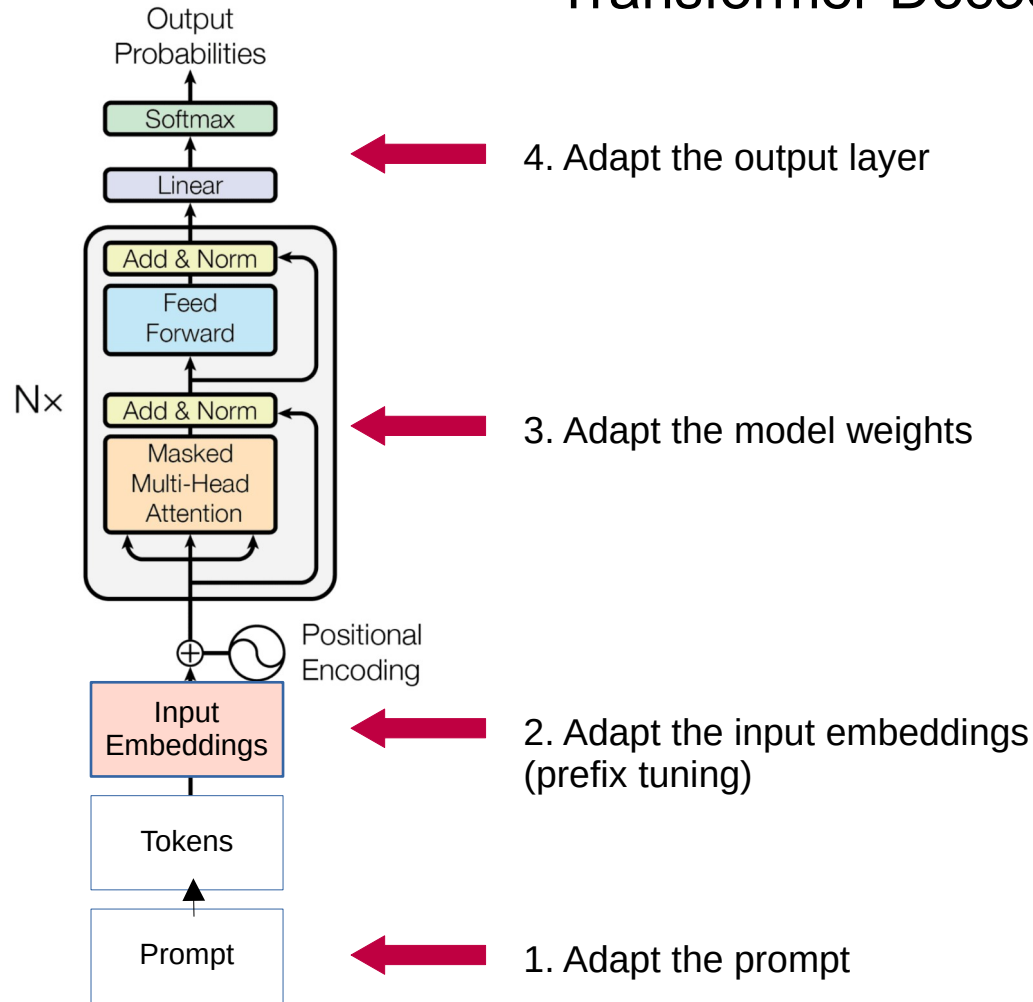 Output
Probabilities
Softmax
4. Adapt the output layer
Linear
Add & Norm
Feed
Forward
Nx
Add & Norm
3. Adapt the model weights
Masked
Multi-Head
Attention
Positional
Encoding
Input
Embeddings
2. Adapt the input embeddings
(prefix tuning)
Tokens
Prompt
1. Adapt the prompt